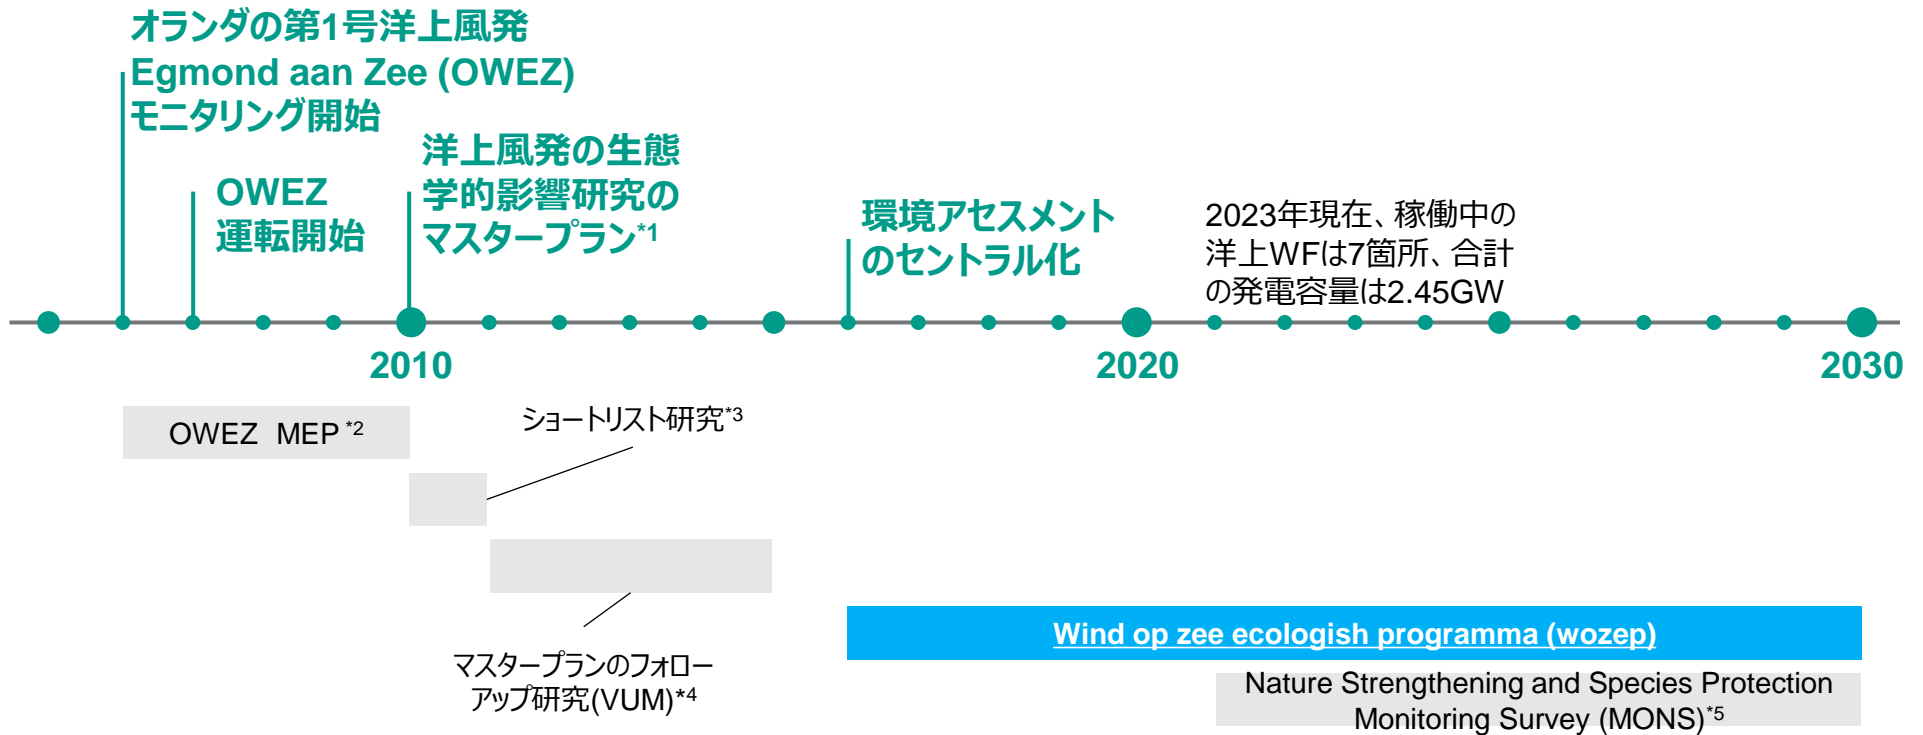 オランダの第1号洋上風発
Egmond aan Zee (OWEZ)
モニタリング開始
OWEZ
運転開始
洋上風発の生態
学的影響研究の
マスタープラン*1
環境アセスメント
のセントラル化
2023年現在、稼働中の
洋上WFは7箇所、合計
の発電容量は2.45GW
2010
2020
2030
OWEZ MEP *2
ショートリスト研究*3
マスタープランのフォロー
アップ研究(VUM)*4
Wind op zee ecologish programma (wozep)
Nature Strengthening and Species Protection
Monitoring Survey (MONS)*5